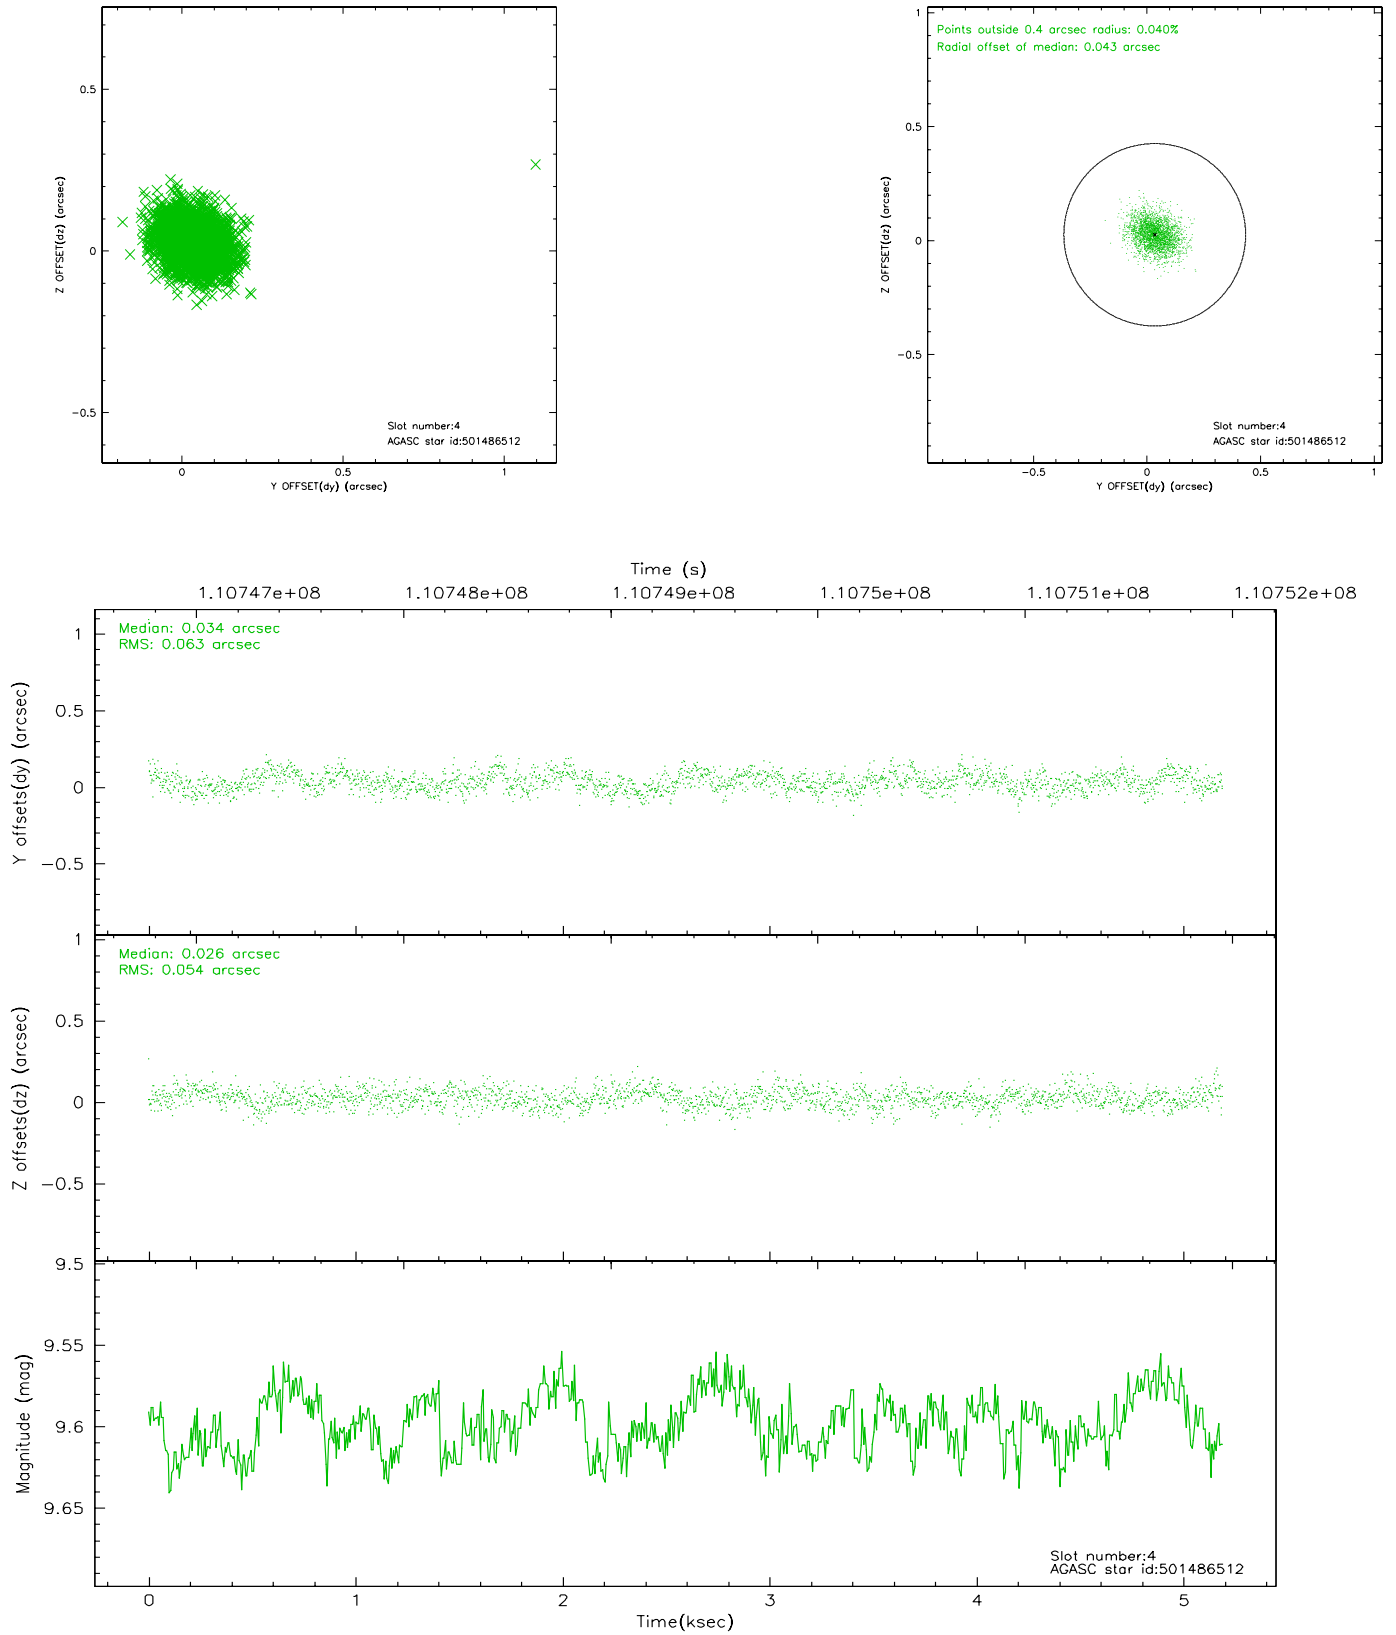 0.5
0
−0.5
Z OFFSET(dz) (arcsec)
Slot number:4
AGASC star id:501486512
0 0.5 1
Y OFFSET(dy) (arcsec)
Points outside 0.4 arcsec radius: 0.040%
Radial offset of median: 0.043 arcsec
1
0.5
0
−0.5
Z OFFSET(dz) (arcsec)
Slot number:4
AGASC star id:501486512
−0.5 0 0.5 1
Y OFFSET(dy) (arcsec)
Time (s)
1.10747e+08 1.10748e+08 1.10749e+08 1.1075e+08 1.10751e+08 1.10752e+08
Median: 0.034 arcsec
RMS: 0.063 arcsec
1
0.5
0
−0.5
Y offsets(dy) (arcsec)
Median: 0.026 arcsec
RMS: 0.054 arcsec
1
0.5
0
−0.5
Z offsets(dz) (arcsec)
9.5
9.55
9.6
9.65
Magnitude (mag)
Slot number:4
AGASC star id:501486512
0 1 2 3 4 5
Time(ksec)